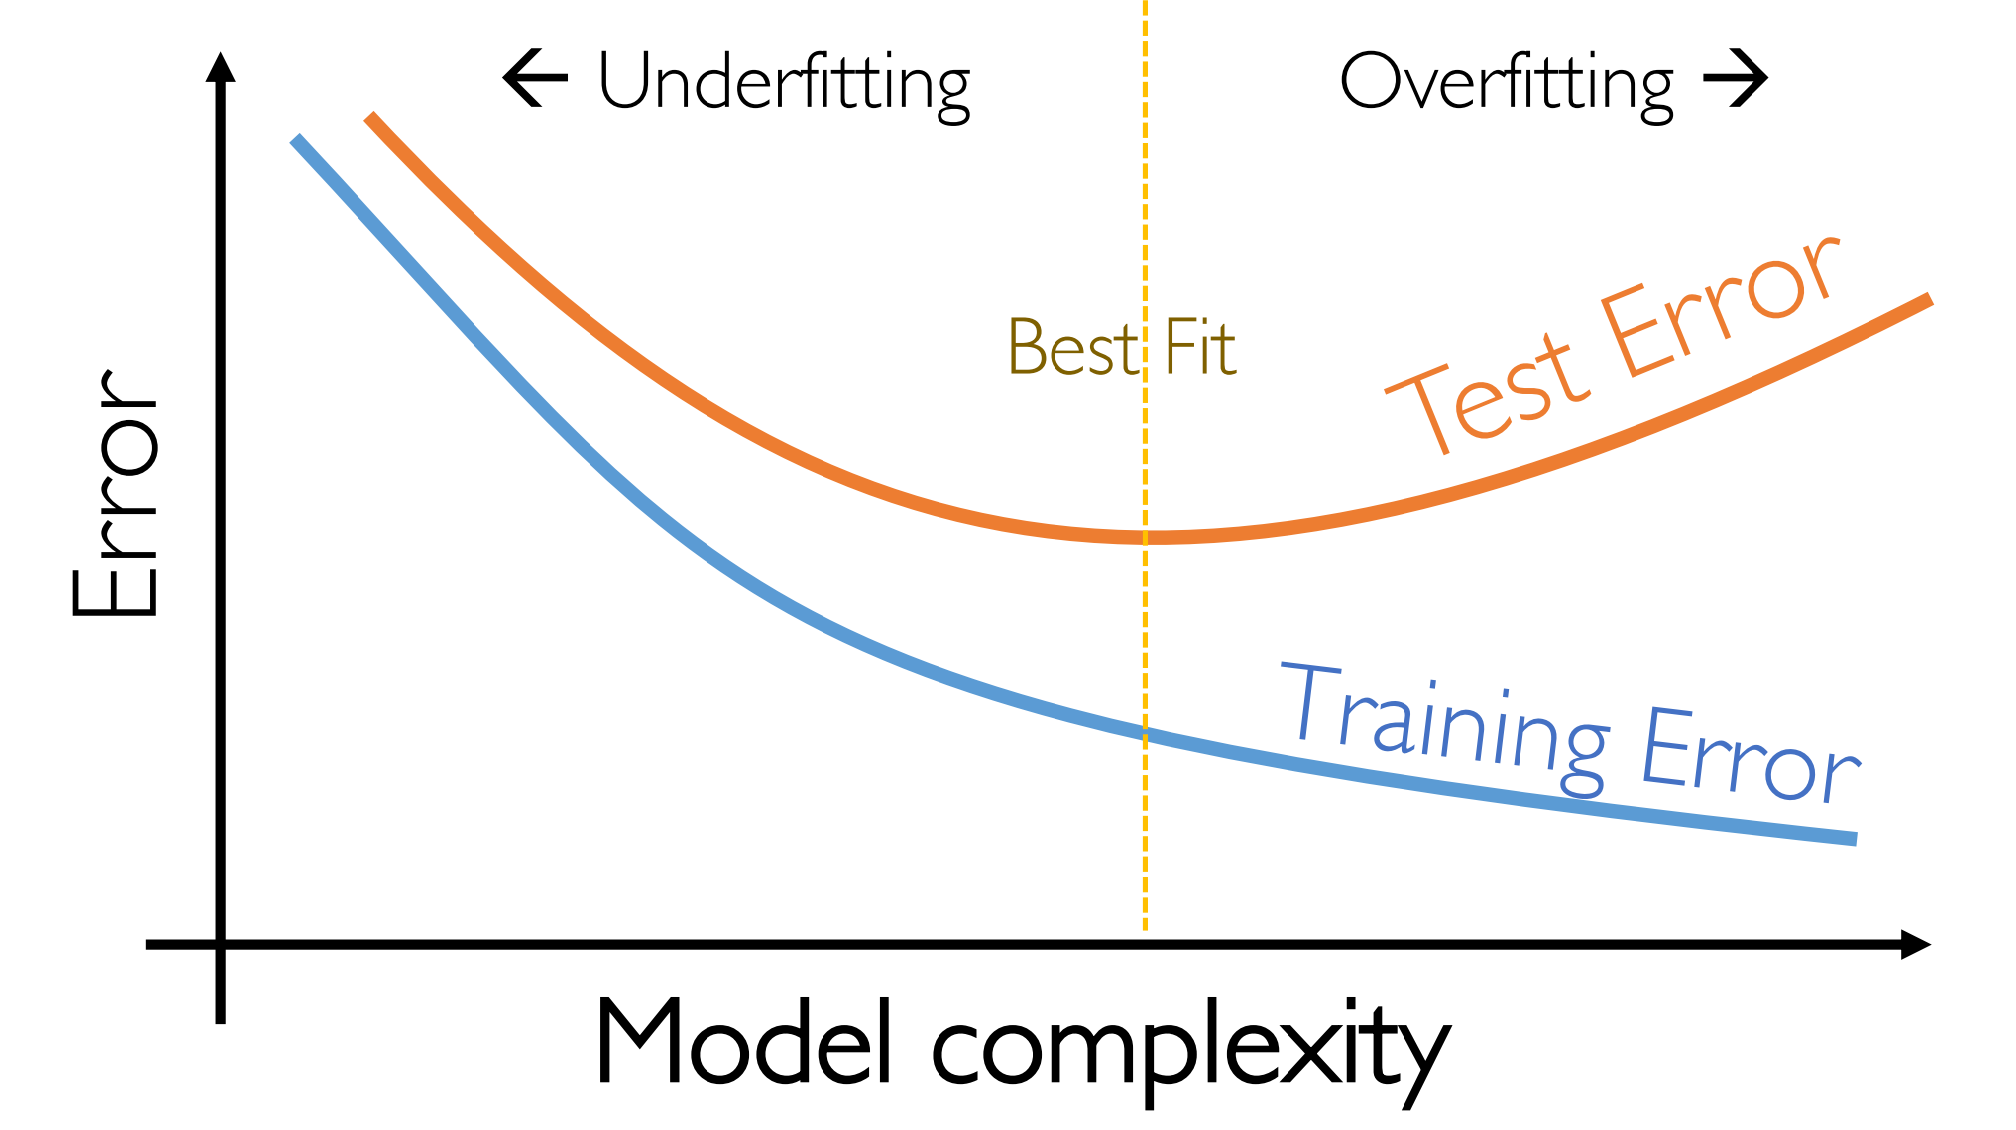 ← Underfitting
Overfitting →
Best Fit
Test Error
Training Error
Error
Model complexity